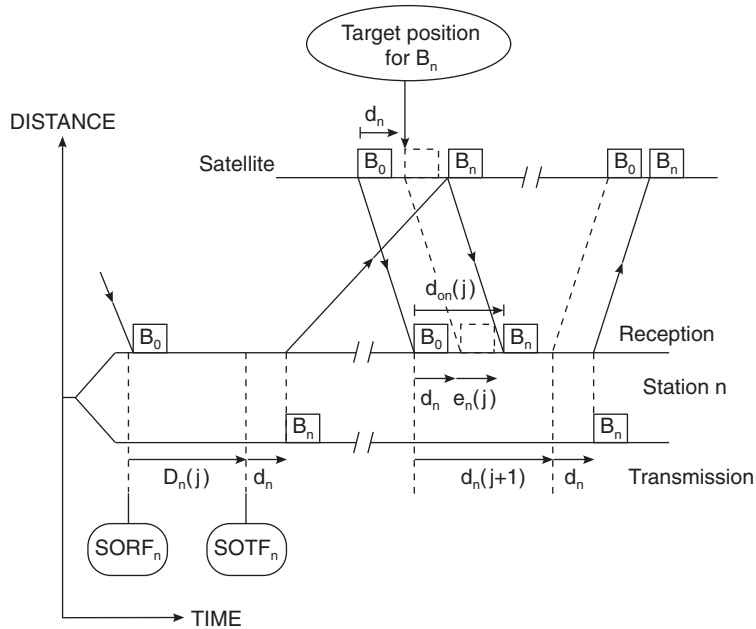 Target position
for Bn
DISTANCE
dn
Satellite
B0
Bn
B0
Bn
don(j)
B0
B0
Bn
Reception
dn
en(j)
Station n
Bn
Bn
Dn(j)
dn
dn(j+1)
dn
Transmission
SORFn
SOTFn
TIME